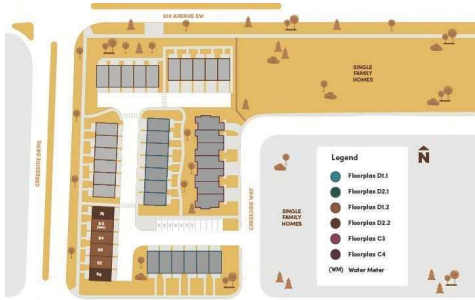 210 AVENUE SW
SINGLE
FAMILY
HOMES
CREEKSIDE DRIVE
CREEKSIDE WAY
SINGLE
FAMILY
HOMES
N
Legend
Floorplan D1.1
Floorplan D2.1
Floorplan D1.2
Floorplan D2.2
Floorplan C3
Floorplan C4
(WM) Water Meter